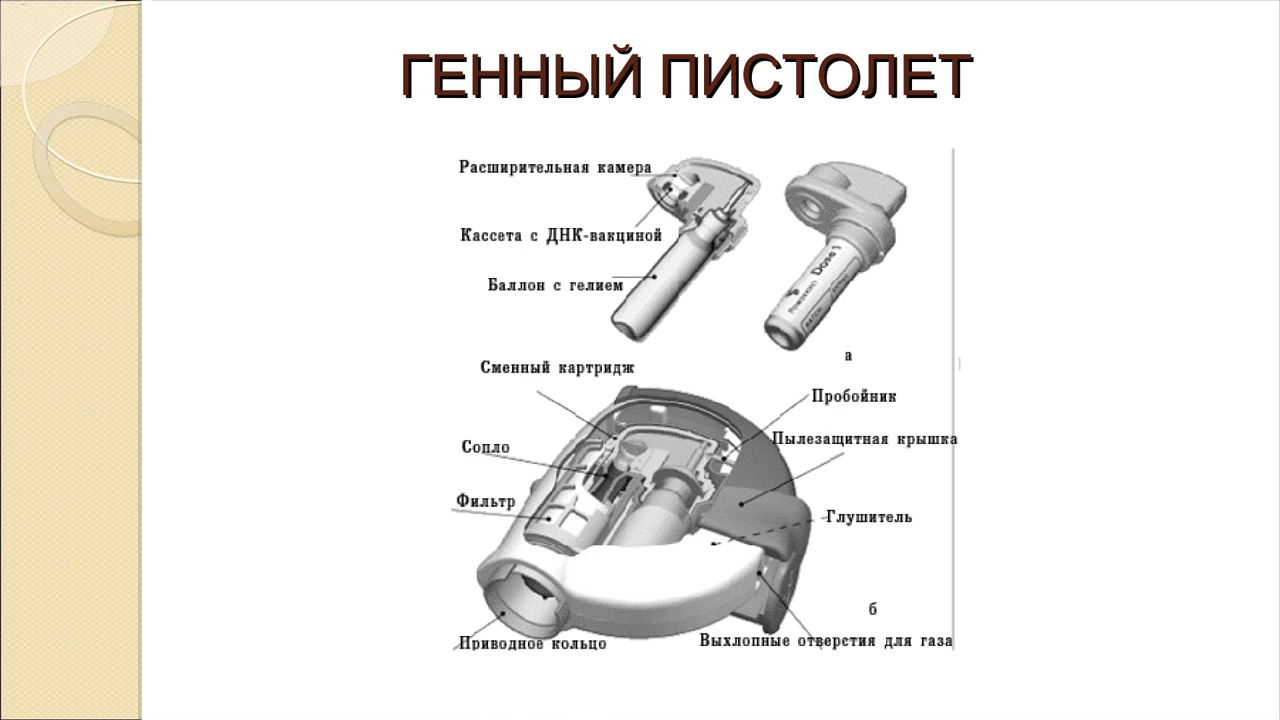 ГЕННЫЙ ПИСТОЛЕТ
Расширительная камера
Кассета с ДНК-вакциной
Баллон с гелием
Dose 1
а
Сменный картридж
Пробойник
Пылезащитная крышка
Сопло
Фильтр
Глушитель
б
Приводное кольцо
Выхлопные отверстия для газа